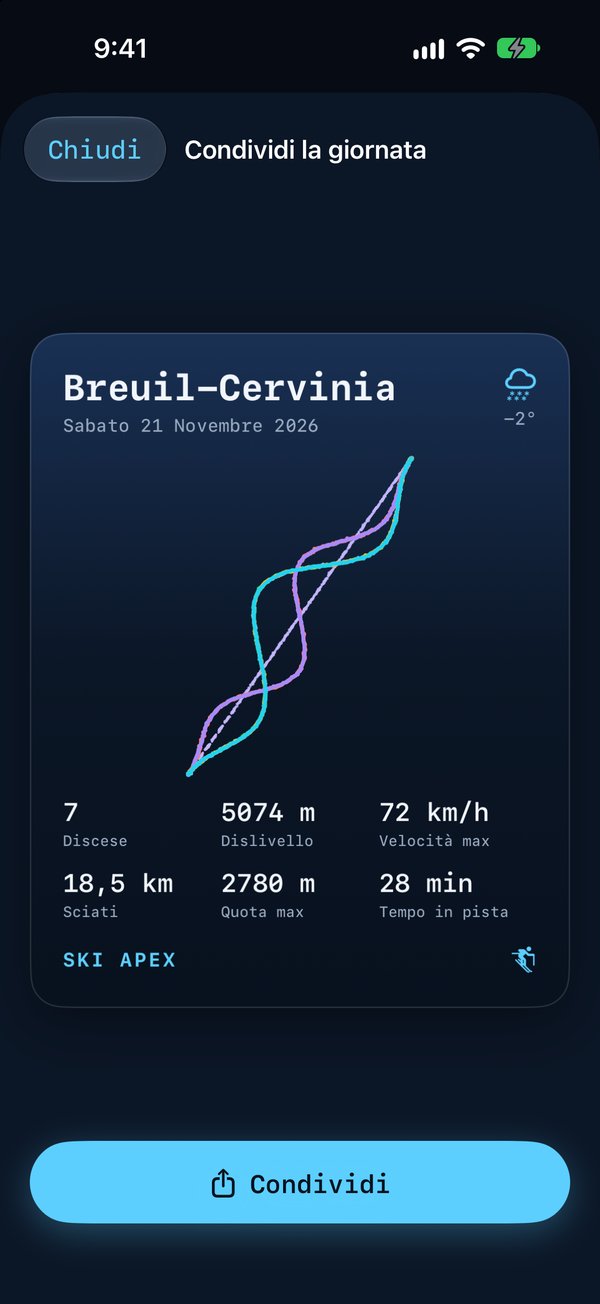 9:41
Chiudi
Condividi la giornata
Breuil-Cervinia
Sabato 21 Novembre 2026
−2°
7
5074 m
72 km/h
Discese
Dislivello
Velocità max
18,5 km
2780 m
28 min
Sciati
Quota max
Tempo in pista
SKI APEX
Condividi